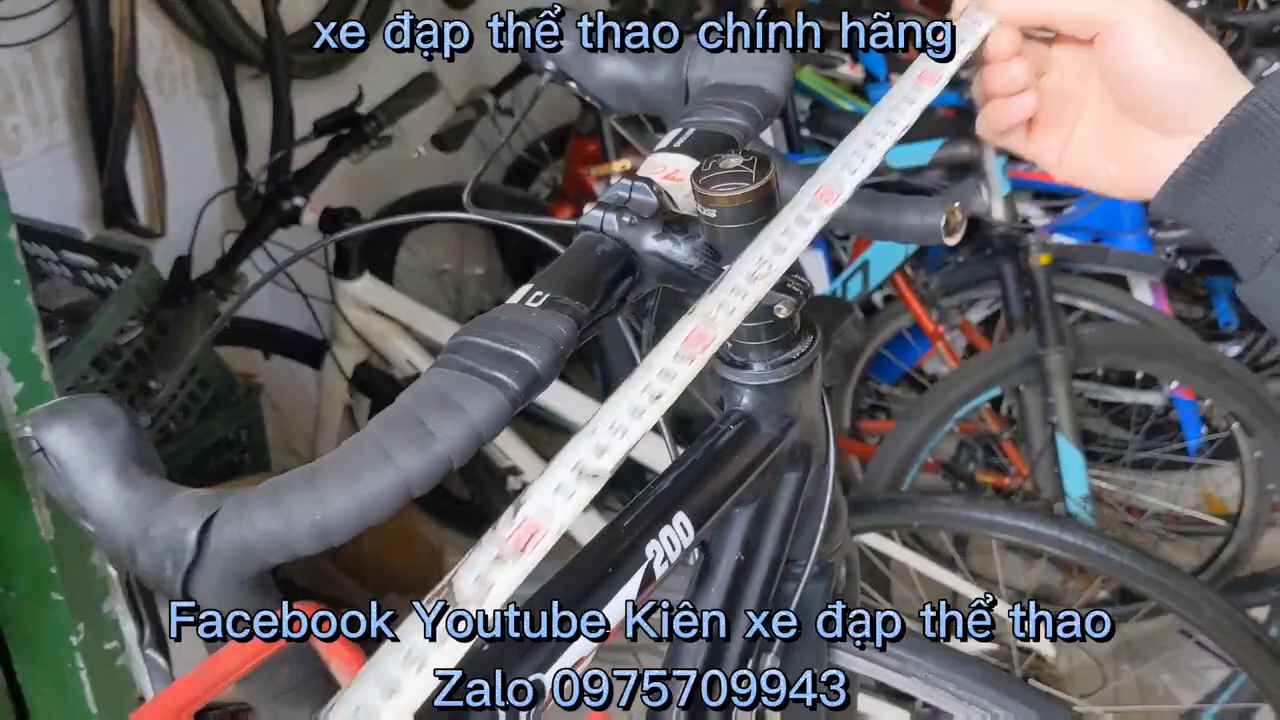 xe đạp thể thao chính hãng
200
Facebook Youtube Kiên xe đạp thể thao
Zalo 0975709943